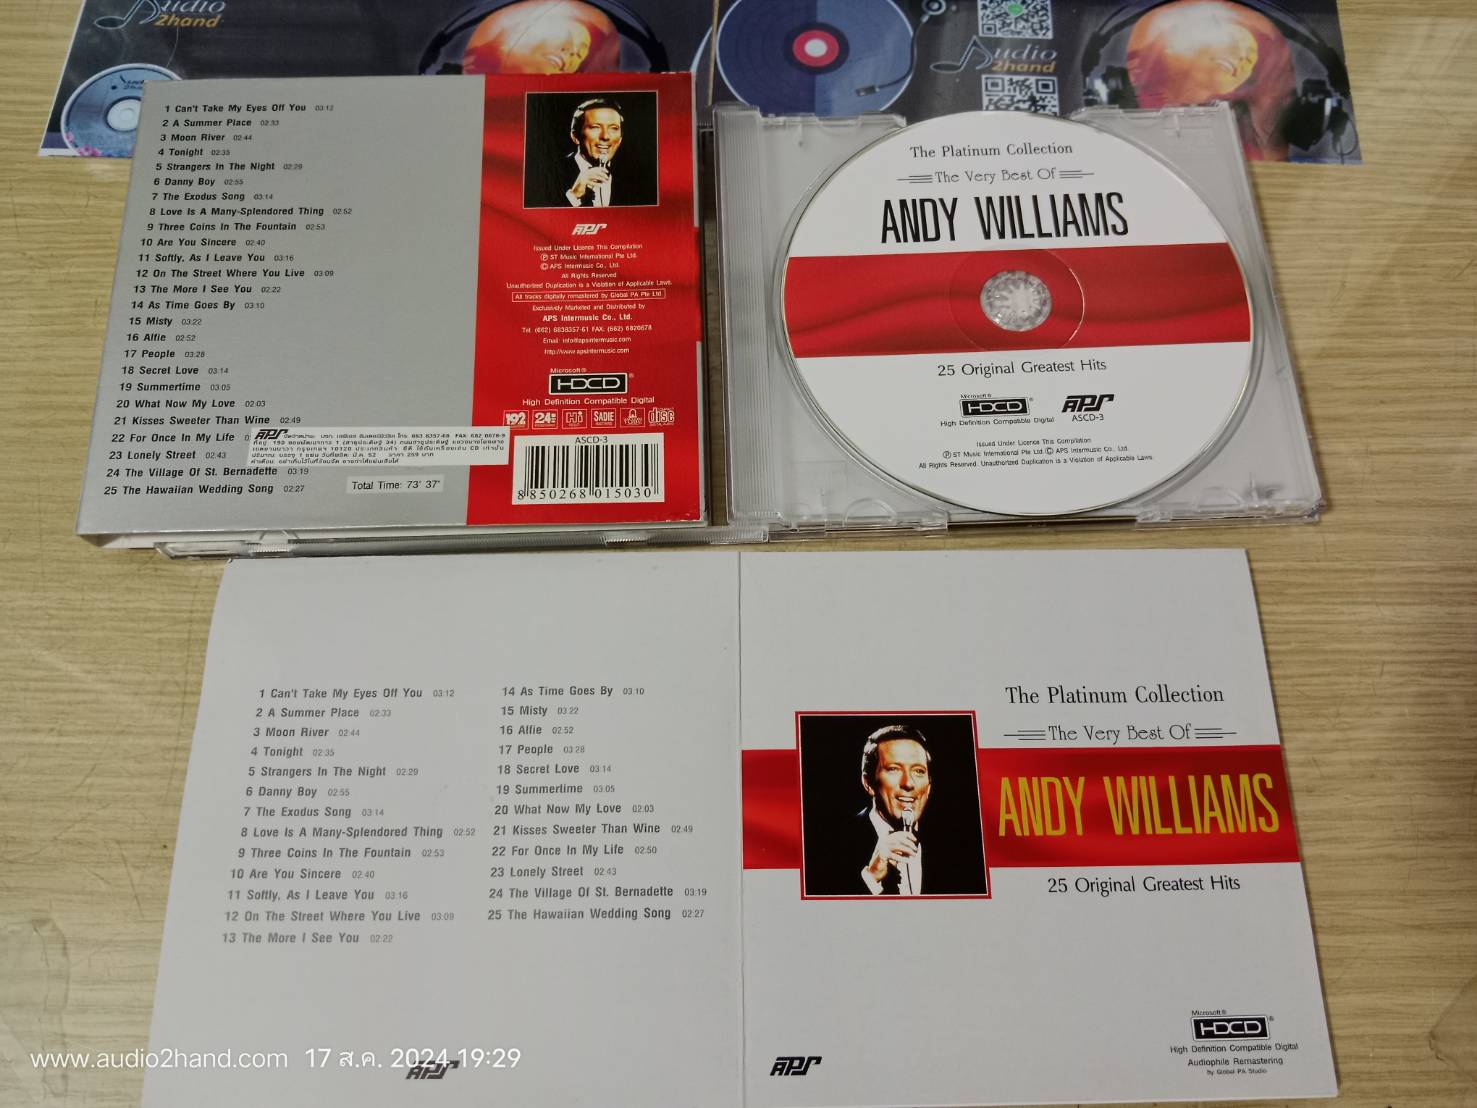 Audio
2hand
Audio
2hand
1 Can't Take My Eyes Off You 03:12
2 A Summer Place 02:33
3 Moon River 02:44
4 Tonight 02:35
5 Strangers In The Night 02:29
6 Danny Boy 02:55
7 The Exodus Song 03:14
8 Love Is A Many-Splendored Thing 02:52
9 Three Coins In The Fountain 02:53
10 Are You Sincere 02:40
11 Softly, As I Leave You 03:16
12 On The Street Where You Live 03:09
13 The More I See You 02:22
14 As Time Goes By 03:10
15 Misty 03:22
16 Alfie 02:52
17 People 03:28
18 Secret Love 03:14
19 Summertime 03:05
20 What Now My Love 02:03
21 Kisses Sweeter Than Wine 02:49
22 For Once In My Life
23 Lonely Street 02:43
24 The Village Of St. Bernadette 03:19
25 The Hawaiian Wedding Song 02:27
Total Time: 73' 37"
APS
Issued Under Licence This Compilation
Ⓟ ST Music International Pte Ltd.
© APS Intermusic Co., Ltd.
All Rights Reserved
Unauthorized Duplication is a Violation of Applicable Laws.
All tracks digitally remastered by Global PA Pte Ltd
Exclusively Marketed and Distributed by
APS Intermusic Co., Ltd.
Tel: (662) 6838357-61 FAX: (662) 6820678
Email: info@apsintermusic.com
http://www.apsintermusic.com
Microsoft®
HDCD®
High Definition Compatible Digital
192 24 disc
ASCD-3
8 850268 015030
The Platinum Collection
The Very Best Of
ANDY WILLIAMS
25 Original Greatest Hits
Microsoft®
HDCD®
High Definition Compatible Digital
APS
ASCD-3
Issued Under Licence This Compilation
Ⓟ ST Music International Pte Ltd. © APS Intermusic Co., Ltd.
All Rights Reserved. Unauthorized Duplication is a Violation of Applicable Laws.
1 Can't Take My Eyes Off You 03:12
2 A Summer Place 02:33
3 Moon River 02:44
4 Tonight 02:35
5 Strangers In The Night 02:29
6 Danny Boy 02:55
7 The Exodus Song 03:14
8 Love Is A Many-Splendored Thing 02:52
9 Three Coins In The Fountain 02:53
10 Are You Sincere 02:40
11 Softly, As I Leave You 03:16
12 On The Street Where You Live 03:09
13 The More I See You 02:22
14 As Time Goes By 03:10
15 Misty 03:22
16 Alfie 02:52
17 People 03:28
18 Secret Love 03:14
19 Summertime 03:05
20 What Now My Love 02:03
21 Kisses Sweeter Than Wine 02:49
22 For Once In My Life 02:50
23 Lonely Street 02:43
24 The Village Of St. Bernadette 03:19
25 The Hawaiian Wedding Song 02:27
APS
The Platinum Collection
The Very Best Of
ANDY WILLIAMS
25 Original Greatest Hits
APS
Microsoft®
HDCD®
High Definition Compatible Digital
Audiophile Remastering
by Global PA Studio
www.audio2hand.com 17 ส.ค. 2024 19:29